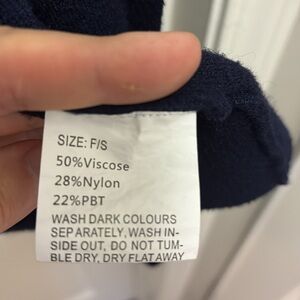 SIZE: F/S
50%Viscose
28%Nylon
22%PBT
WASH DARK COLOURS
SEP ARATELY, WASH IN-
SIDE OUT, DO NOT TUM-
BLE DRY, DRY FLAT AWAY